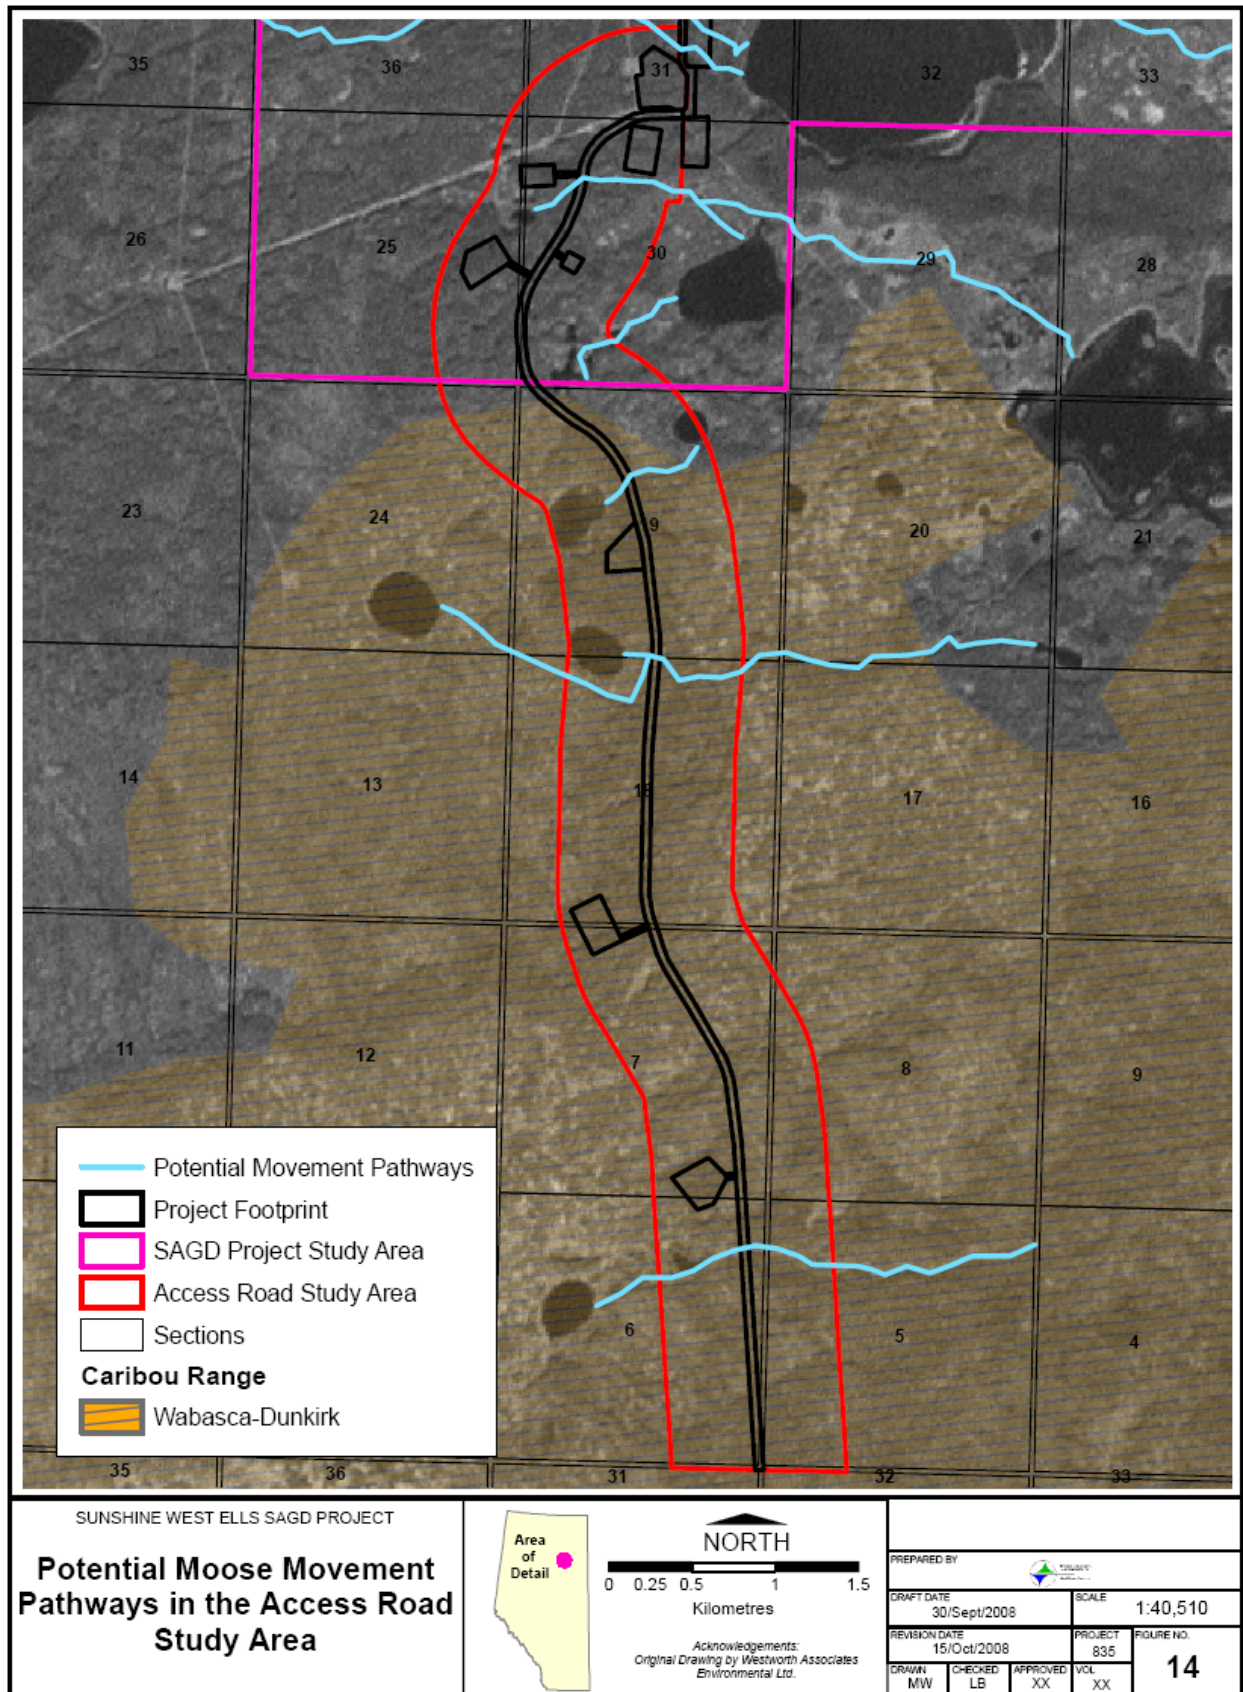 35
36
31
32
33
26
25
30
29
28
23
24
9
20
21
14
13
18
17
16
11
12
7
8
9
Potential Movement Pathways
Project Footprint
SAGD Project Study Area
Access Road Study Area
Sections
Caribou Range
Wabasca-Dunkirk
6
5
4
35
36
31
32
33
SUNSHINE WEST ELLS SAGD PROJECT
Potential Moose Movement
Pathways in the Access Road
Study Area
Area
of
Detail
NORTH
0 0.25 0.5 1 1.5
Kilometres
Acknowledgements:
Original Drawing by Westworth Associates
Environmental Ltd.
PREPARED BY
DRAFT DATE
30/Sept/2008
SCALE
1:40,510
REVISION DATE
15/Oct/2008
PROJECT
835
FIGURE NO.
14
DRAWN
MW
CHECKED
LB
APPROVED
XX
VOL
XX